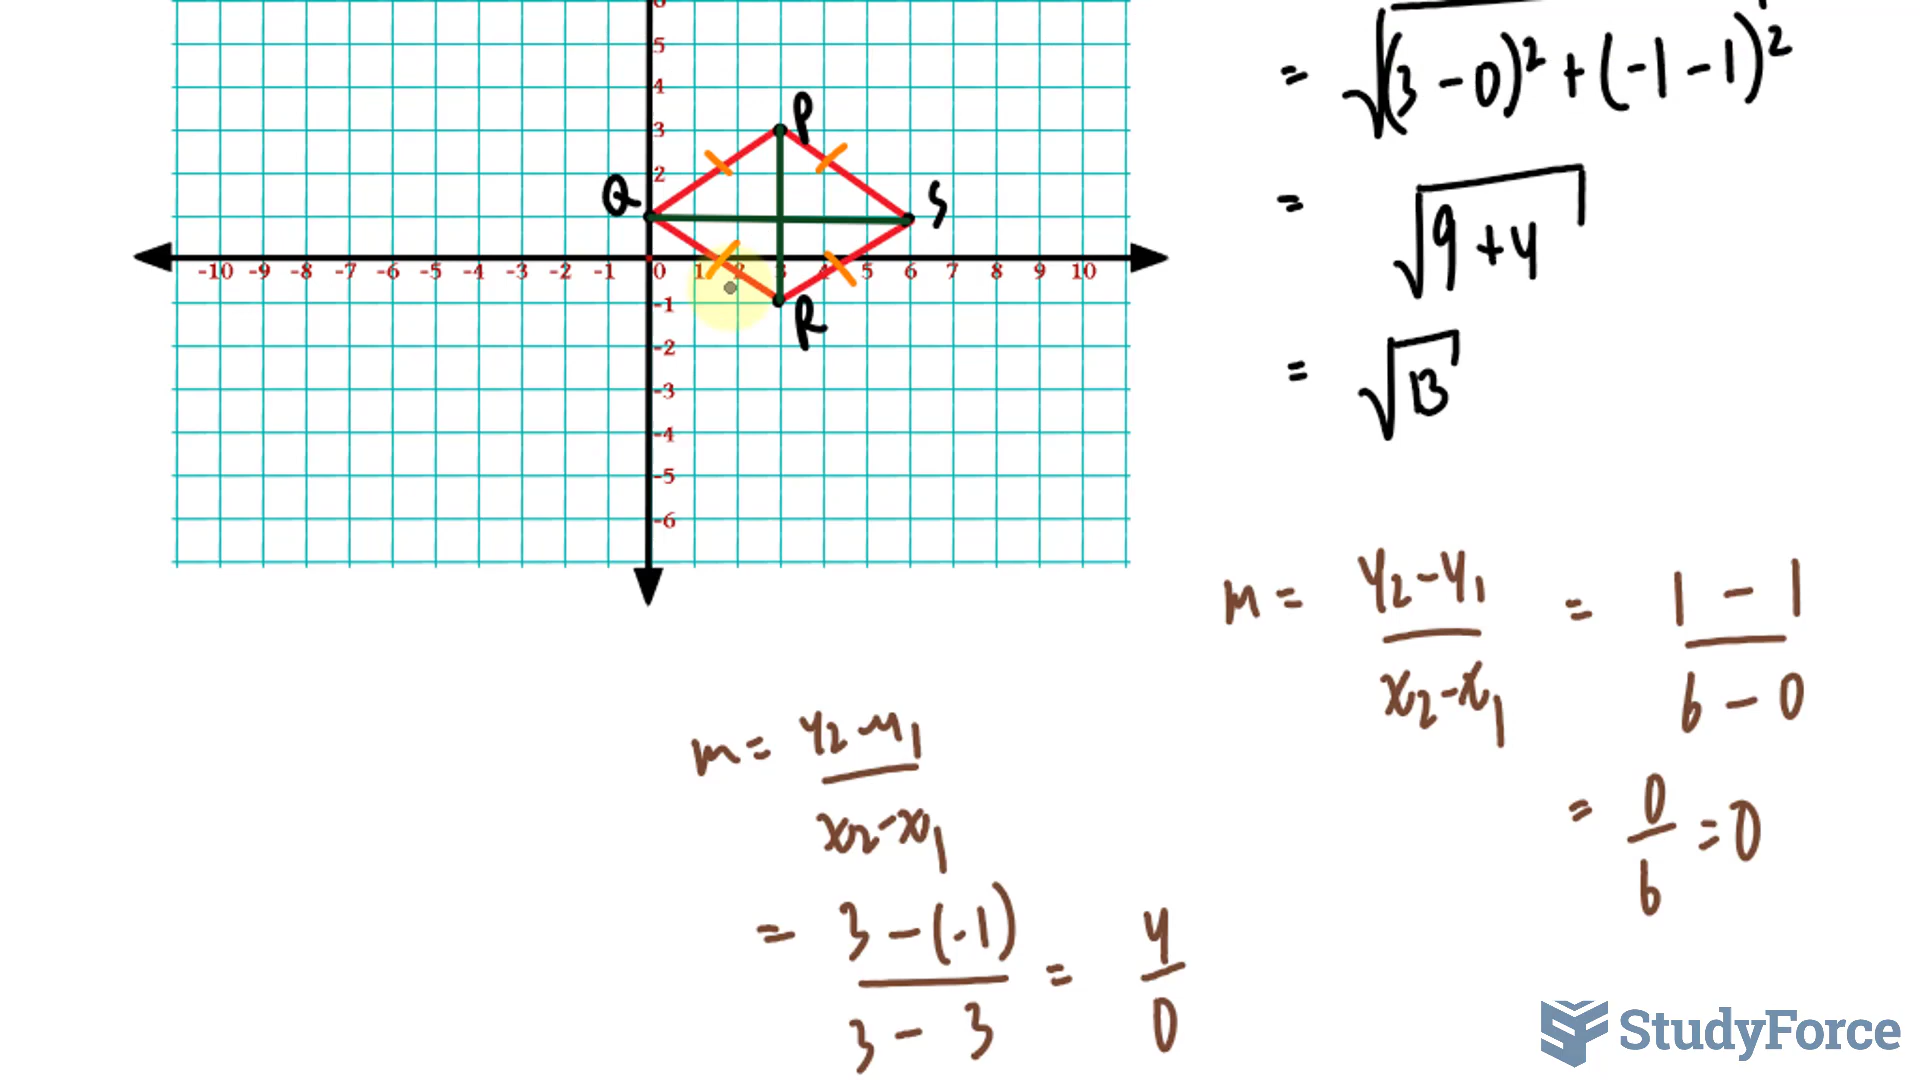 6
5
4
3
2
-10 -9 -8 -7 -6 -5 -4 -3 -2 -1 0 1 2 3 4 5 6 7 8 9 10
-1
-2
-3
-4
-5
-6
P
Q
S
R
= √(3 - 0)² + (-1 - 1)²
= √9 + 4
= √13
m = y₂ - y₁ / x₂ - x₁ = 1 - 1 / 6 - 0
= 0 / 6 = 0
m = y₂ - y₁ / x₂ - x₁
= 3 - (-1) / 3 - 3 = 4 / 0
StudyForce